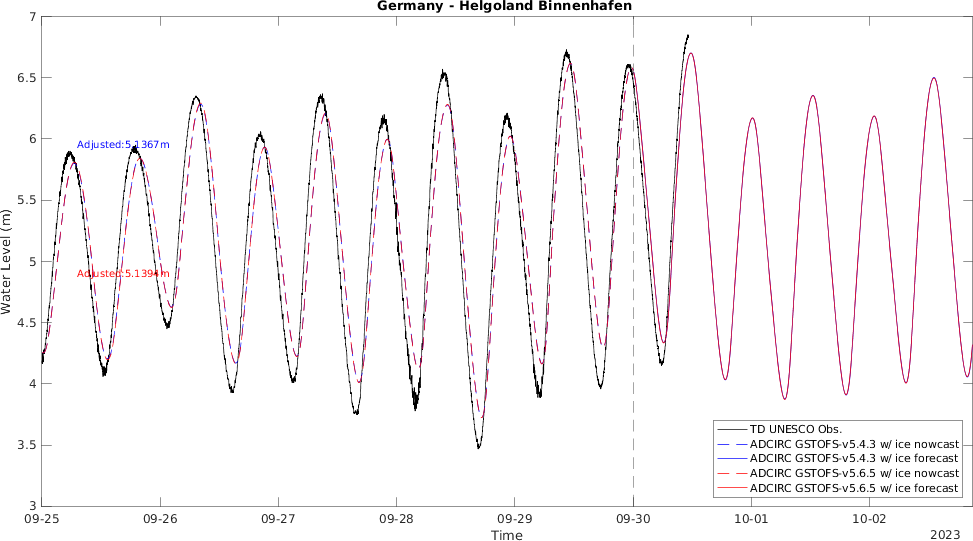 Germany - Helgoland Binnenhafen
7
6.5
6
5.5
5
4.5
4
3.5
3
Water Level (m)
Adjusted:5.1367m
Adjusted:5.1394m
TD UNESCO Obs.
ADCIRC GSTOFS-v5.4.3 w/ ice nowcast
ADCIRC GSTOFS-v5.4.3 w/ ice forecast
ADCIRC GSTOFS-v5.6.5 w/ ice nowcast
ADCIRC GSTOFS-v5.6.5 w/ ice forecast
09-25 09-26 09-27 09-28 09-29 09-30 10-01 10-02
Time
2023